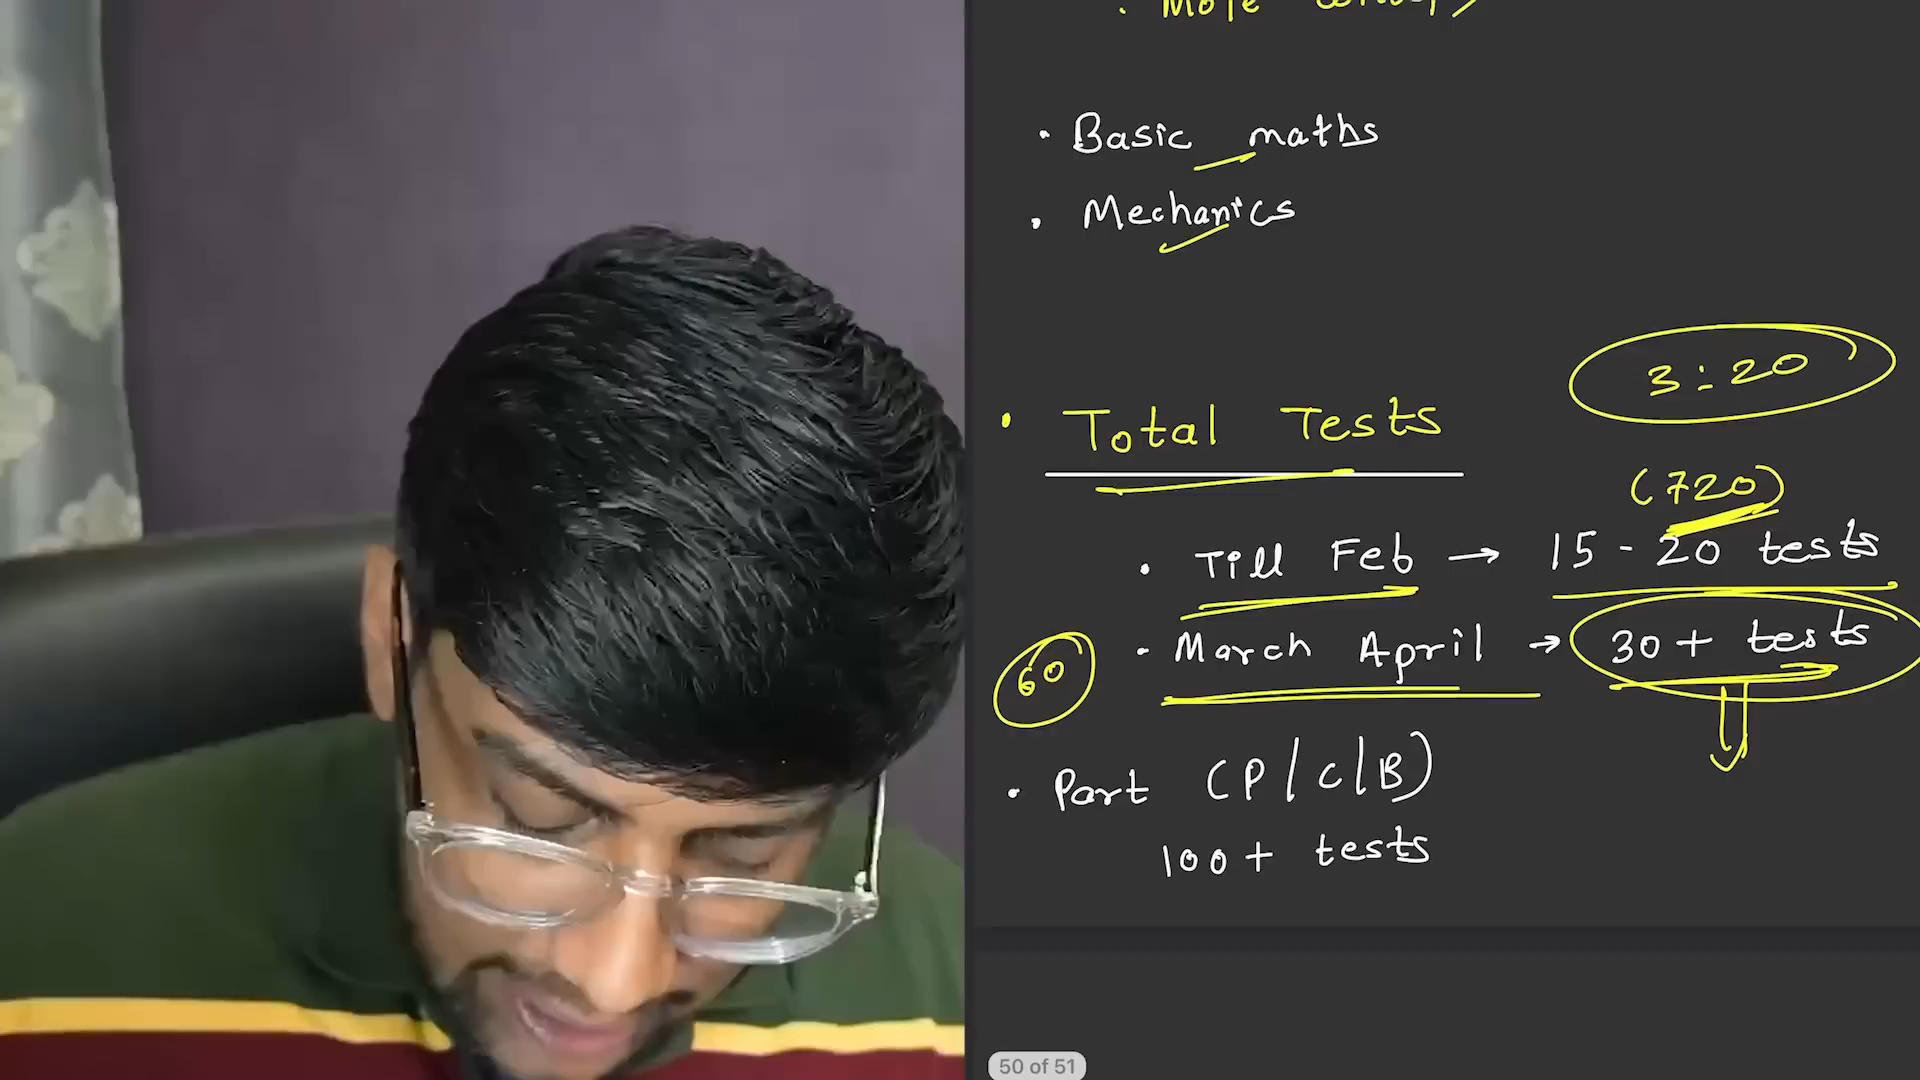 • Mole
• Basic maths
• Mechanics
3:20
• Total Tests
(720)
• Till Feb → 15 - 20 tests
60 • March April → 30+ tests
• Part (P/C/B)
100+ tests
50 of 51